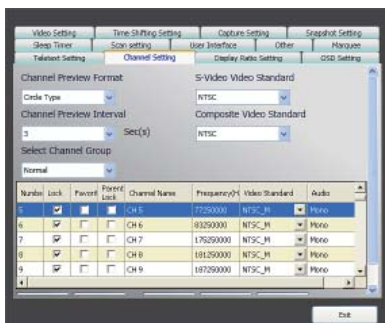 Video Setting Time Shifting Setting Capture Setting Snapshot Setting
Sleep Timer Scan setting User Interface Other Marquee
Teletext Setting Channel Setting Display Ratio Setting OSD Setting
Channel Preview Format S-Video Video Standard
Circle Type NTSC
Channel Preview Interval Composite Video Standard
3 Sec(s) NTSC
Select Channel Group
Normal
Numbe Lock Favorit Parent Lock Channel Name Frequency(H Video Standard Audio
5 CH 5 77250000 NTSC_M Mono
6 CH 6 83250000 NTSC_M Mono
7 CH 7 175250000 NTSC_M Mono
8 CH 8 181250000 NTSC_M Mono
9 CH 9 187250000 NTSC_M Mono
Exit